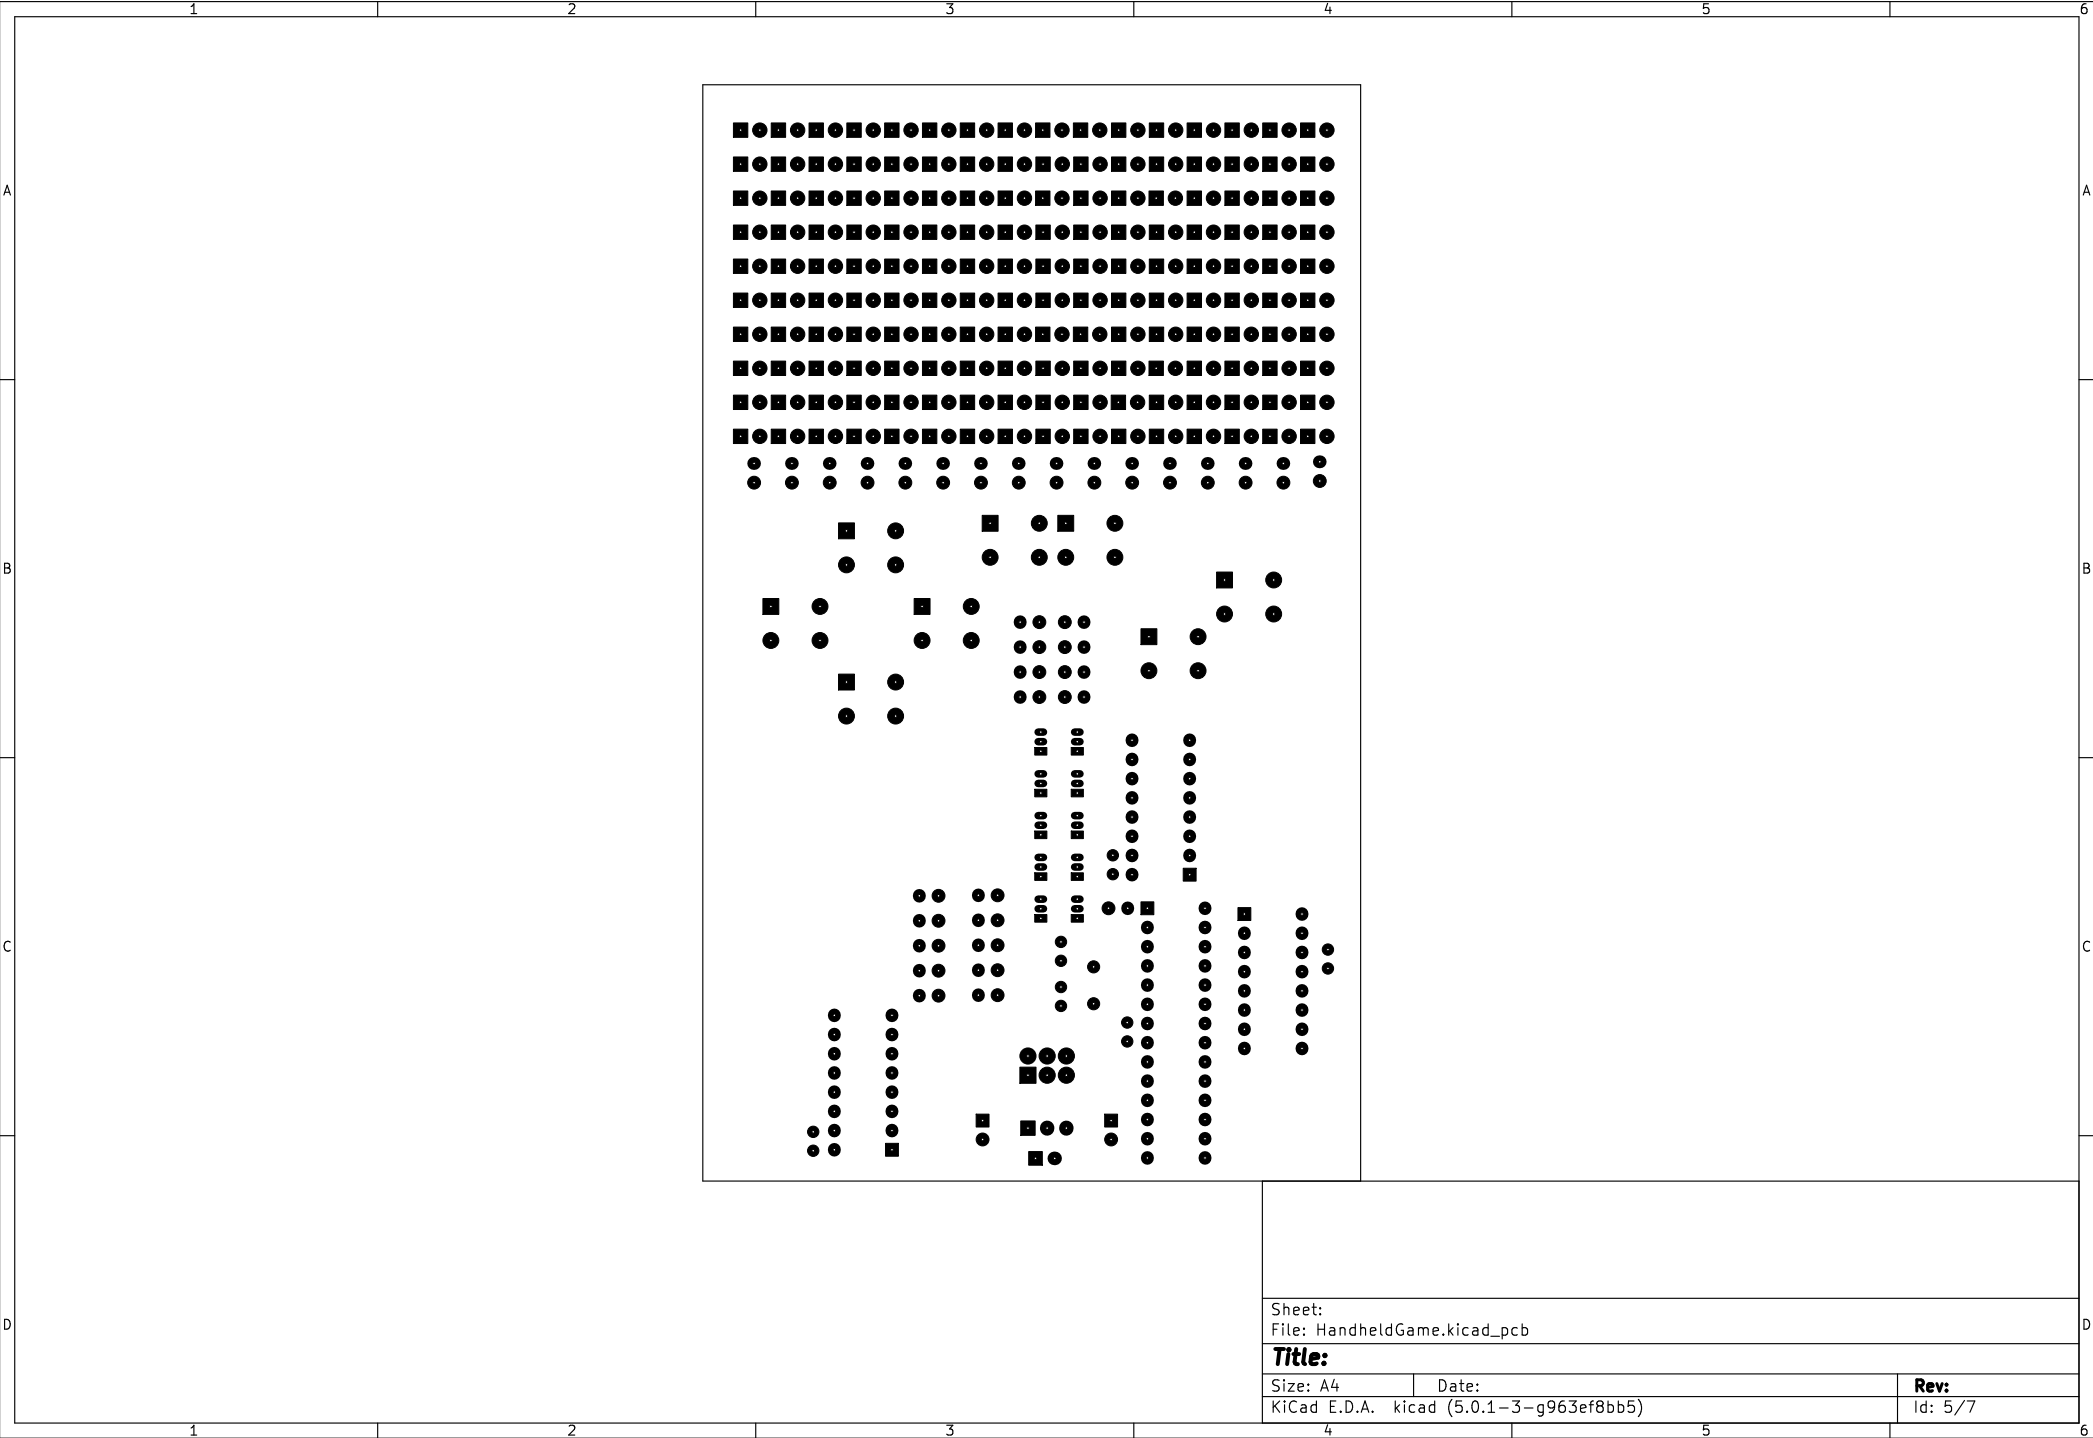 1 2 3 4 5 6
A A
B B
C C
D D
Sheet:
File: HandheldGame.kicad_pcb
Title:
Size: A4 Date: Rev:
KiCad E.D.A. kicad (5.0.1-3-g963ef8bb5) Id: 5/7
1 2 3 4 5 6